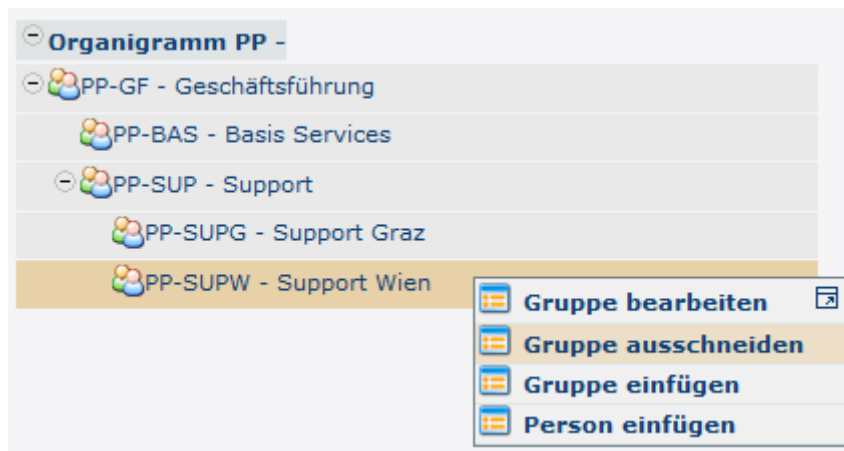 Organigramm PP -
PP-GF - Geschäftsführung
PP-BAS - Basis Services
PP-SUP - Support
PP-SUPG - Support Graz
PP-SUPW - Support Wien
Gruppe bearbeiten
Gruppe ausschneiden
Gruppe einfügen
Person einfügen